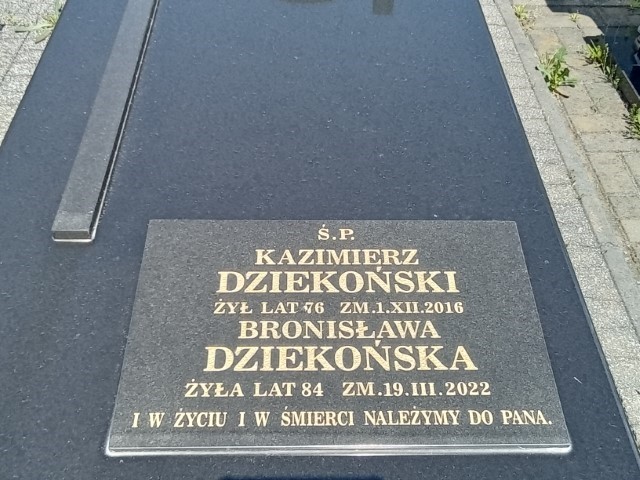 Ś.P.
KAZIMIERZ
DZIEKOŃSKI
ŻYŁ LAT 76 ZM.1.XII.2016
BRONISŁAWA
DZIEKOŃSKA
ŻYŁA LAT 84 ZM.19.III.2022
I W ŻYCIU I W ŚMIERCI NALEŻYMY DO PANA.